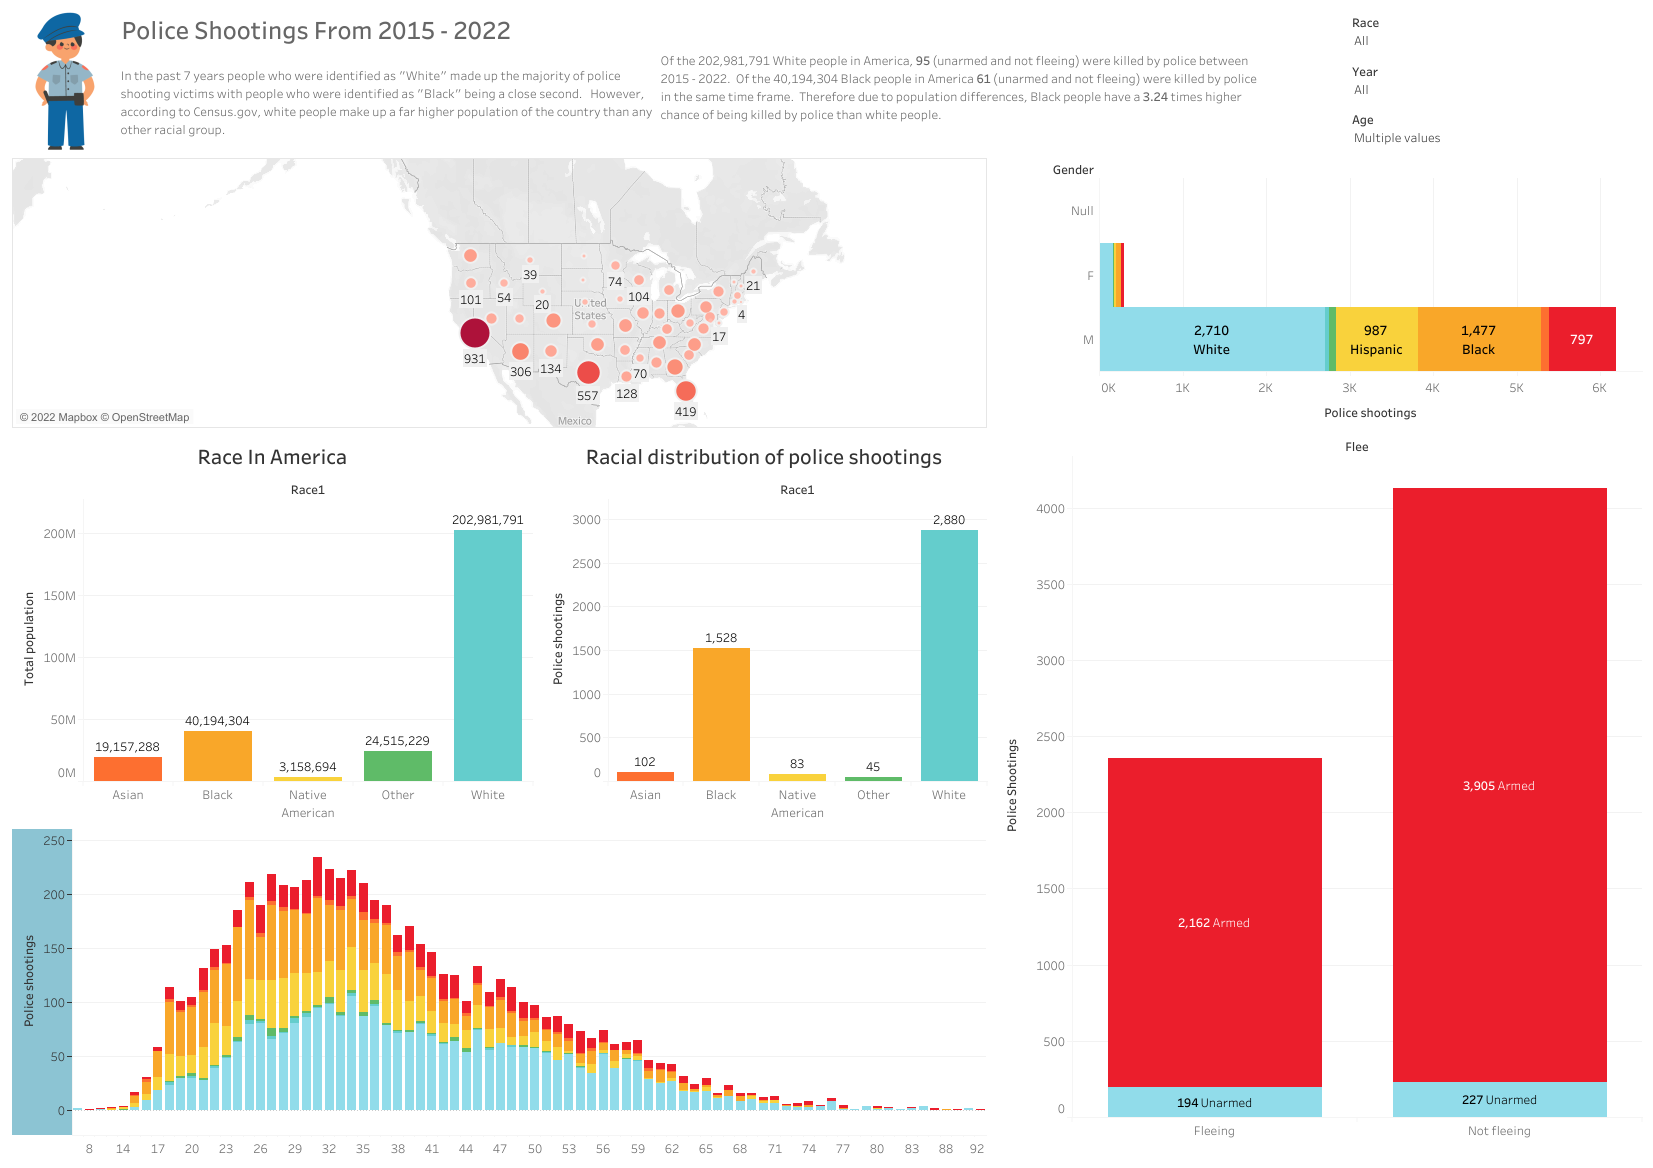 Police Shootings From 2015 - 2022
In the past 7 years people who were identified as "White" made up the majority of police
shooting victims with people who were identified as "Black" being a close second.  However,
according to Census.gov, white people make up a far higher population of the country than any
other racial group.
Of the 202,981,791 White people in America, 95 (unarmed and not fleeing) were killed by police between
2015 - 2022.  Of the 40,194,304 Black people in America 61 (unarmed and not fleeing) were killed by police
in the same time frame.  Therefore due to population differences, Black people have a 3.24 times higher
chance of being killed by police than white people.
Race
All
Year
All
Age
Multiple values
39
74
21
101
54
20
104
United
States
4
17
931
306
134
70
557
128
419
Mexico
© 2022 Mapbox © OpenStreetMap
Gender
Null
F
M
2,710
White
987
Hispanic
1,477
Black
797
0K 1K 2K 3K 4K 5K 6K
Police shootings
Race In America
Race1
Total population
200M
150M
100M
50M
0M
19,157,288
40,194,304
3,158,694
24,515,229
202,981,791
Asian Black Native American Other White
Racial distribution of police shootings
Race1
Police shootings
3000
2500
2000
1500
1000
500
0
102
1,528
83
45
2,880
Asian Black Native American Other White
Flee
Police Shootings
4000
3500
3000
2500
2000
1500
1000
500
0
2,162 Armed
194 Unarmed
3,905 Armed
227 Unarmed
Fleeing Not fleeing
Police shootings
250
200
150
100
50
0
8 14 17 20 23 26 29 32 35 38 41 44 47 50 53 56 59 62 65 68 71 74 77 80 83 88 92